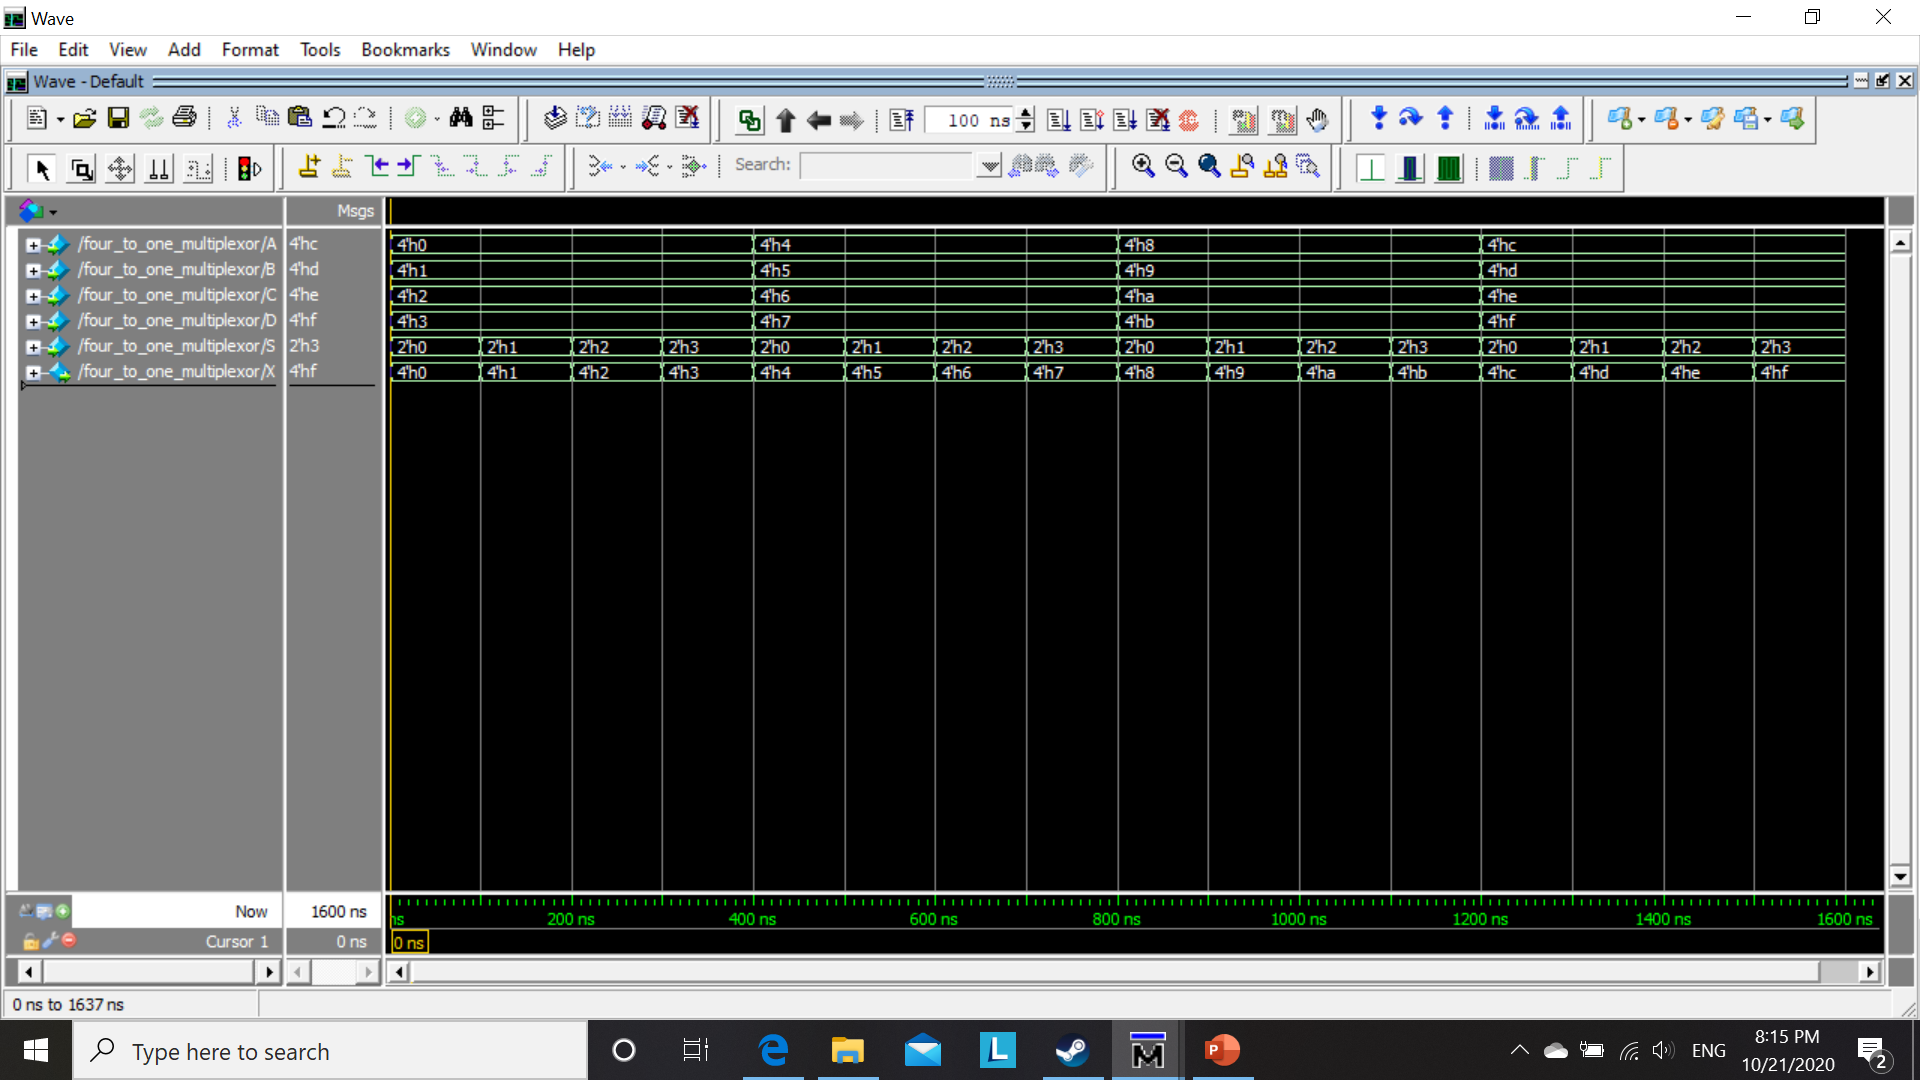 Wave
File Edit View Add Format Tools Bookmarks Window Help
Wave - Default
100 ns
Search:
Msgs
/four_to_one_multiplexor/A 4'hc 4'h0 4'h4 4'h8 4'hc
/four_to_one_multiplexor/B 4'hd 4'h1 4'h5 4'h9 4'hd
/four_to_one_multiplexor/C 4'he 4'h2 4'h6 4'ha 4'he
/four_to_one_multiplexor/D 4'hf 4'h3 4'h7 4'hb 4'hf
/four_to_one_multiplexor/S 2'h3 2'h0 2'h1 2'h2 2'h3 2'h0 2'h1 2'h2 2'h3 2'h0 2'h1 2'h2 2'h3 2'h0 2'h1 2'h2 2'h3
/four_to_one_multiplexor/X 4'hf 4'h0 4'h1 4'h2 4'h3 4'h4 4'h5 4'h6 4'h7 4'h8 4'h9 4'ha 4'hb 4'hc 4'hd 4'he 4'hf
Now 1600 ns ns 200 ns 400 ns 600 ns 800 ns 1000 ns 1200 ns 1400 ns 1600 ns
Cursor 1 0 ns 0 ns
0 ns to 1637 ns
Type here to search
ENG
8:15 PM
10/21/2020
2